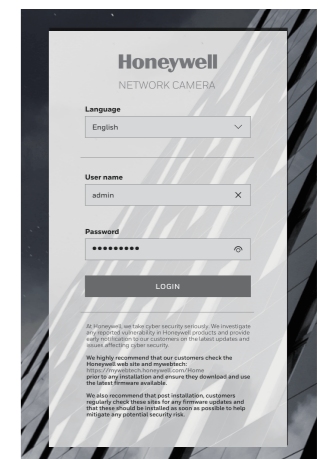 Honeywell
NETWORK CAMERA
Language
English
User name
admin
Password
•••••••••
LOGIN
At Honeywell, we take cyber security seriously. We investigate
any reported vulnerability in Honeywell products and provide
early notification to our customers on the latest updates and
issues affecting cyber security.
We highly recommend that our customers check the
Honeywell web site and mywebtech:
https://mywebtech.honeywell.com/Home
prior to any installation and ensure they download and use
the latest firmware available.
We also recommend that post installation, customers
regularly check these sites for any firmware updates and
that these should be installed as soon as possible to help
mitigate any potential security risk.